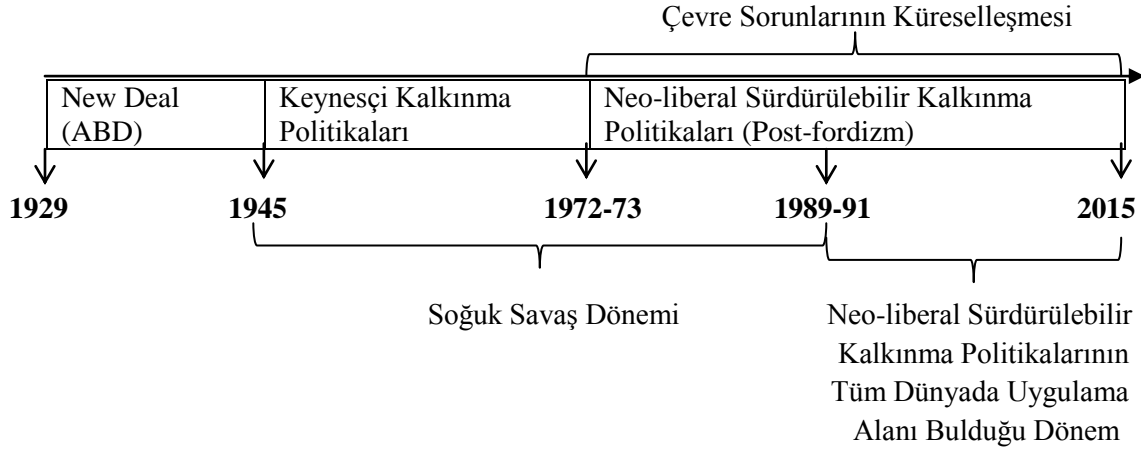 Çevre Sorunlarının Küreselleşmesi
New Deal
(ABD)
Keynesçi Kalkınma
Politikaları
Neo-liberal Sürdürülebilir Kalkınma
Politikaları (Post-fordizm)
1929
1945
1972-73
1989-91
2015
Soğuk Savaş Dönemi
Neo-liberal Sürdürülebilir
Kalkınma Politikalarının
Tüm Dünyada Uygulama
Alanı Bulduğu Dönem